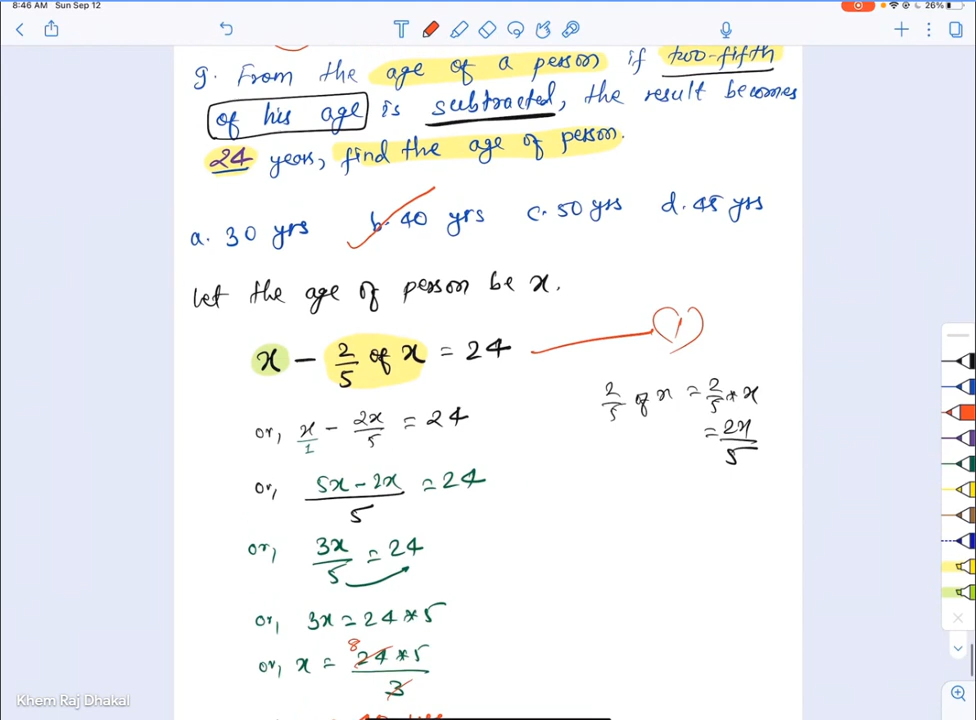 8:46 AM Sun Sep 12
26%
g. From the age of a person if two-fifth
of his age is subtracted, the result becomes
24 years, find the age of person.
a. 30 yrs b. 40 yrs c. 50 yrs d. 45 yrs
Let the age of person be x.
x - 2/5 of x = 24
2/5 of x = 2/5 * x
= 2x/5
or, x/1 - 2x/5 = 24
or, (5x - 2x)/5 = 24
or, 3x/5 = 24
or, 3x = 24 * 5
8
or, x = 24 * 5/3
Khem Raj Dhakal